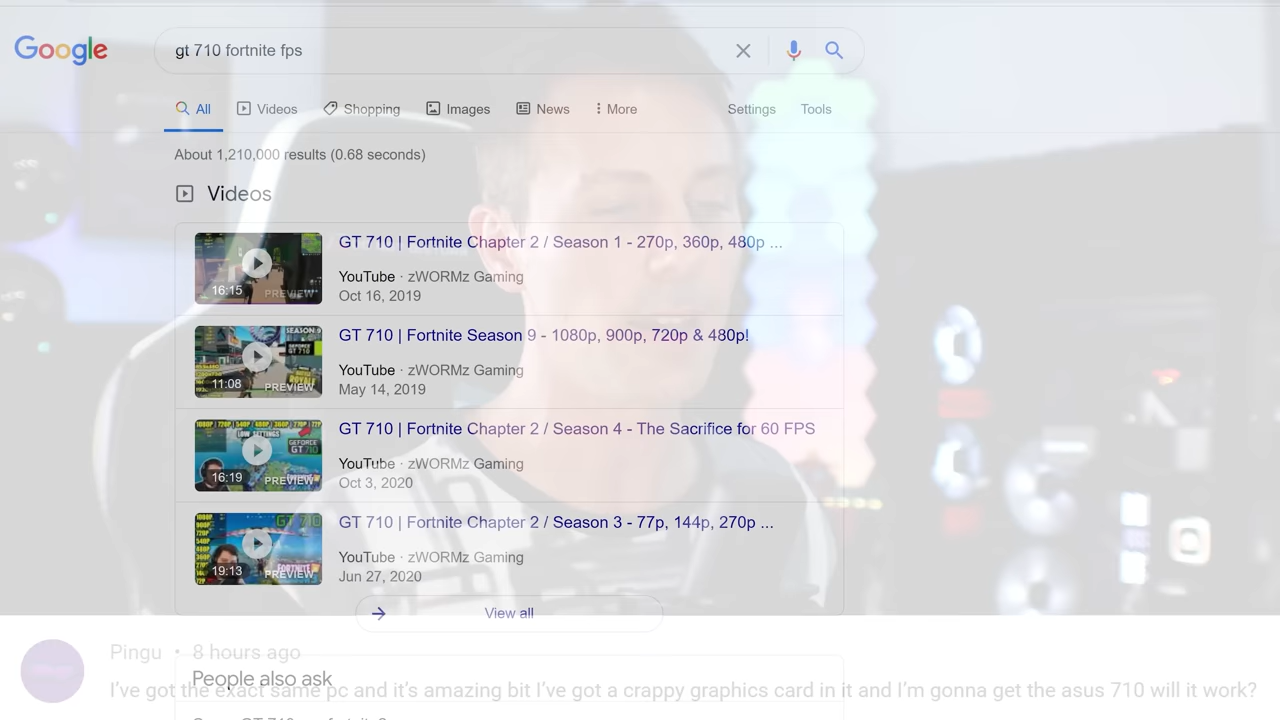 Google
gt 710 fortnite fps
All Videos Shopping Images News More Settings Tools
About 1,210,000 results (0.68 seconds)
Videos
GT 710 | Fortnite Chapter 2 / Season 1 - 270p, 360p, 480p ...
YouTube · zWORMz Gaming
Oct 16, 2019
16:15 PREVIEW
GT 710 | Fortnite Season 9 - 1080p, 900p, 720p & 480p!
YouTube · zWORMz Gaming
May 14, 2019
11:08 PREVIEW
GT 710 | Fortnite Chapter 2 / Season 4 - The Sacrifice for 60 FPS
YouTube · zWORMz Gaming
Oct 3, 2020
16:19 PREVIEW
GT 710 | Fortnite Chapter 2 / Season 3 - 77p, 144p, 270p ...
YouTube · zWORMz Gaming
Jun 27, 2020
19:13 PREVIEW
View all
Pingu • 8 hours ago
People also ask
I've got the exact same pc and it's amazing bit I've got a crappy graphics card in it and I'm gonna get the asus 710 will it work?